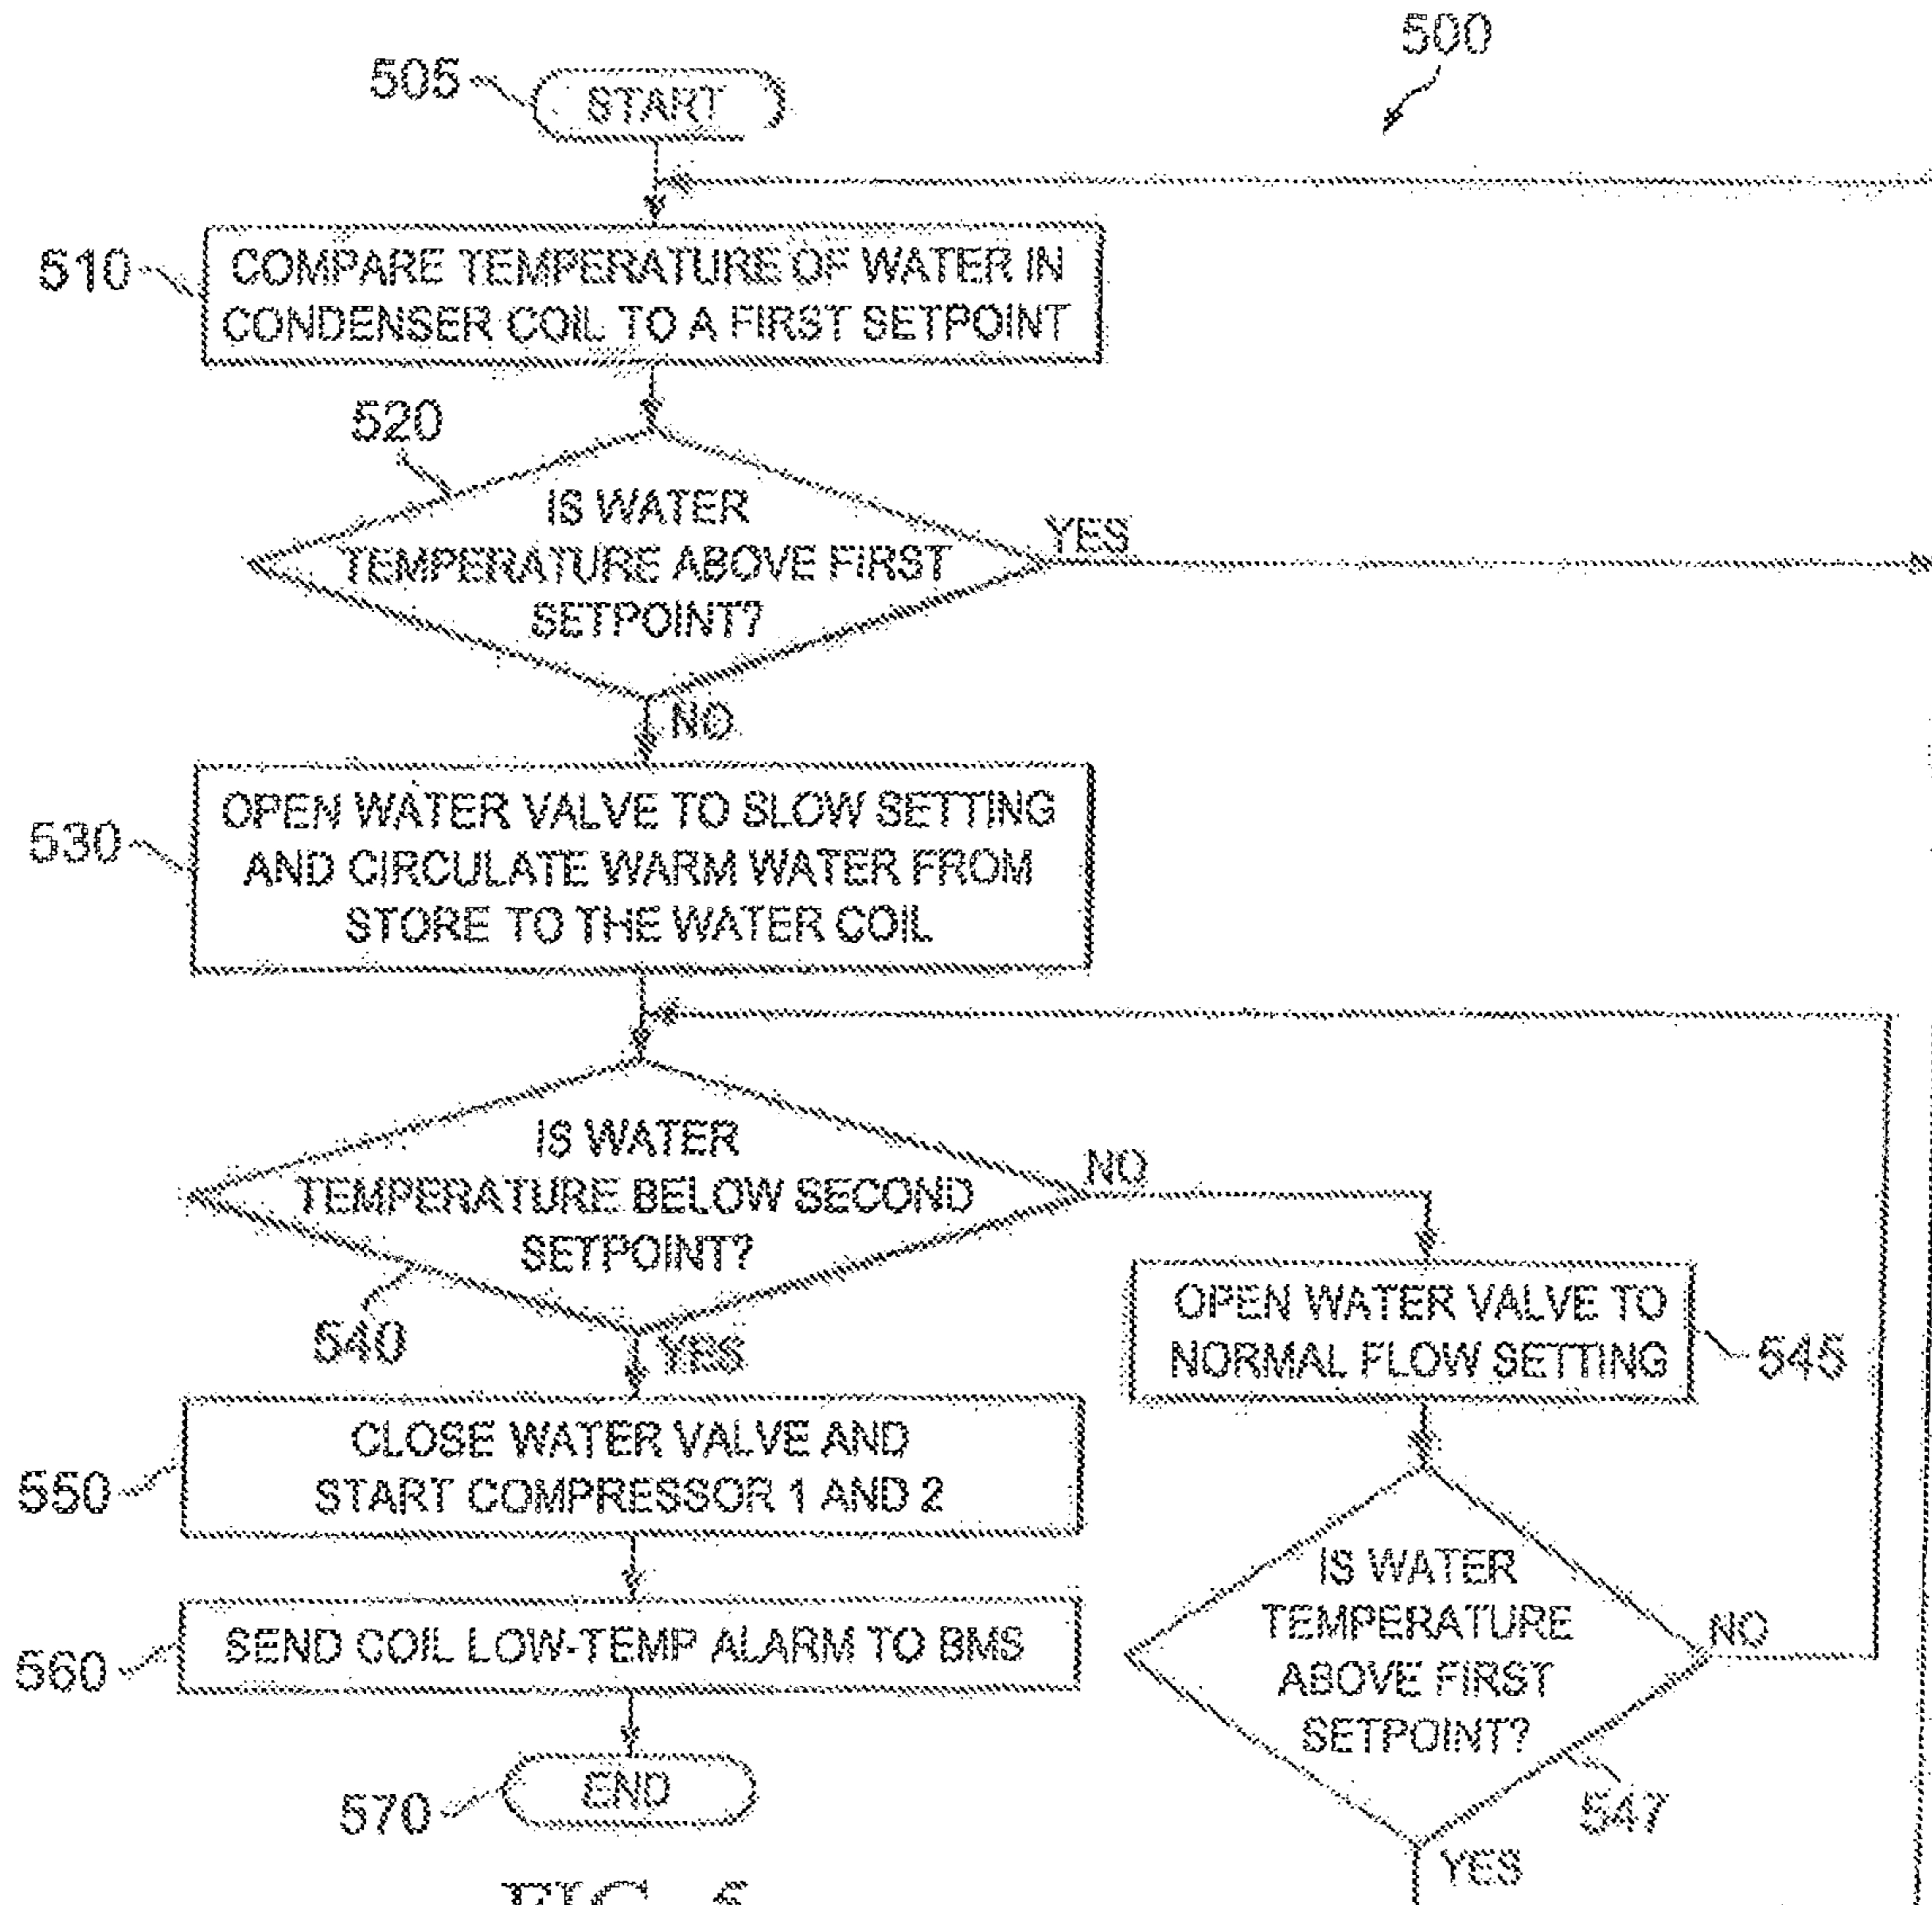 500
505
START
510
COMPARE TEMPERATURE OF WATER IN
CONDENSER COIL TO A FIRST SETPOINT
520
IS WATER
TEMPERATURE ABOVE FIRST
SETPOINT?
YES
NO
530
OPEN WATER VALVE TO SLOW SETTING
AND CIRCULATE WARM WATER FROM
STORE TO THE WATER COIL
IS WATER
TEMPERATURE BELOW SECOND
SETPOINT?
NO
540
YES
OPEN WATER VALVE TO
NORMAL FLOW SETTING
545
550
CLOSE WATER VALVE AND
START COMPRESSOR 1 AND 2
560
SEND COIL LOW-TEMP ALARM TO BMS
IS WATER
TEMPERATURE
ABOVE FIRST
SETPOINT?
NO
547
YES
570
END